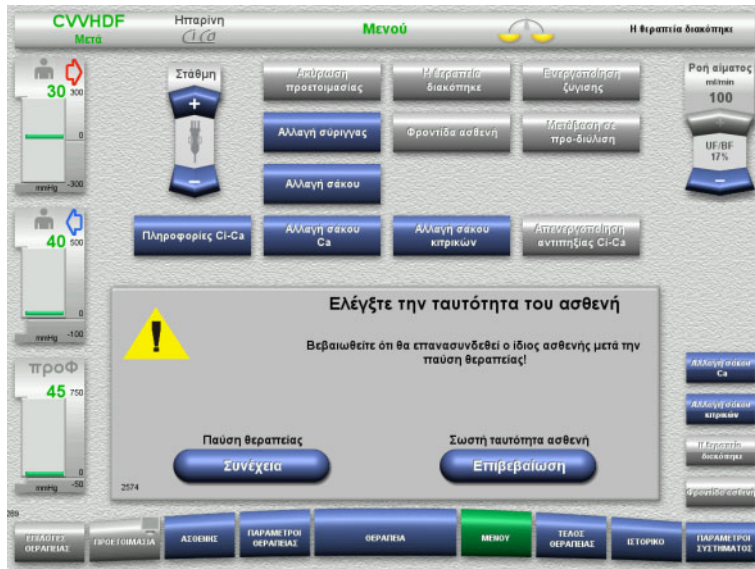 CVVHDF
Μετά
Ηπαρίνη
Μενού
Η θεραπεία διακόπηκε
30
300
0
mmHg
-300
Στάθμη
+
−
Ακύρωση
προετοιμασίας
Η θεραπεία
διακόπηκε
Ενεργοποίηση
ζύγισης
Αλλαγή σύριγγας
Φροντίδα ασθενή
Μετάβαση σε
προ-διύλιση
Αλλαγή σάκου
Πληροφορίες Ci-Ca
Αλλαγή σάκου
Ca
Αλλαγή σάκου
κιτρικών
Απενεργοποίηση
αντιπηξίας Ci-Ca
Ροή αίματος
ml/min
100
+
UF/BF
17%
−
40
500
0
-100
mmHg
προΦ
45
750
0
mmHg
-50
Ελέγξτε την ταυτότητα του ασθενή
Βεβαιωθείτε ότι θα επανασυνδεθεί ο ίδιος ασθενής μετά την
παύση θεραπείας!
Παύση θεραπείας
Συνέχεια
Σωστή ταυτότητα ασθενή
Επιβεβαίωση
2574
Αλλαγή σάκου
Ca
Αλλαγή σάκου
κιτρικών
Η θεραπεία
διακόπηκε
Φροντίδα ασθενή
089
ΕΠΙΛΟΓΕΣ
ΘΕΡΑΠΕΙΑΣ
ΠΡΟΕΤΟΙΜΑΣΙΑ
ΑΣΘΕΝΗΣ
ΠΑΡΑΜΕΤΡΟΙ
ΘΕΡΑΠΕΙΑΣ
ΘΕΡΑΠΕΙΑ
ΜΕΝΟΥ
ΤΕΛΟΣ
ΘΕΡΑΠΕΙΑΣ
ΙΣΤΟΡΙΚΟ
ΠΑΡΑΜΕΤΡΟΙ
ΣΥΣΤΗΜΑΤΟΣ